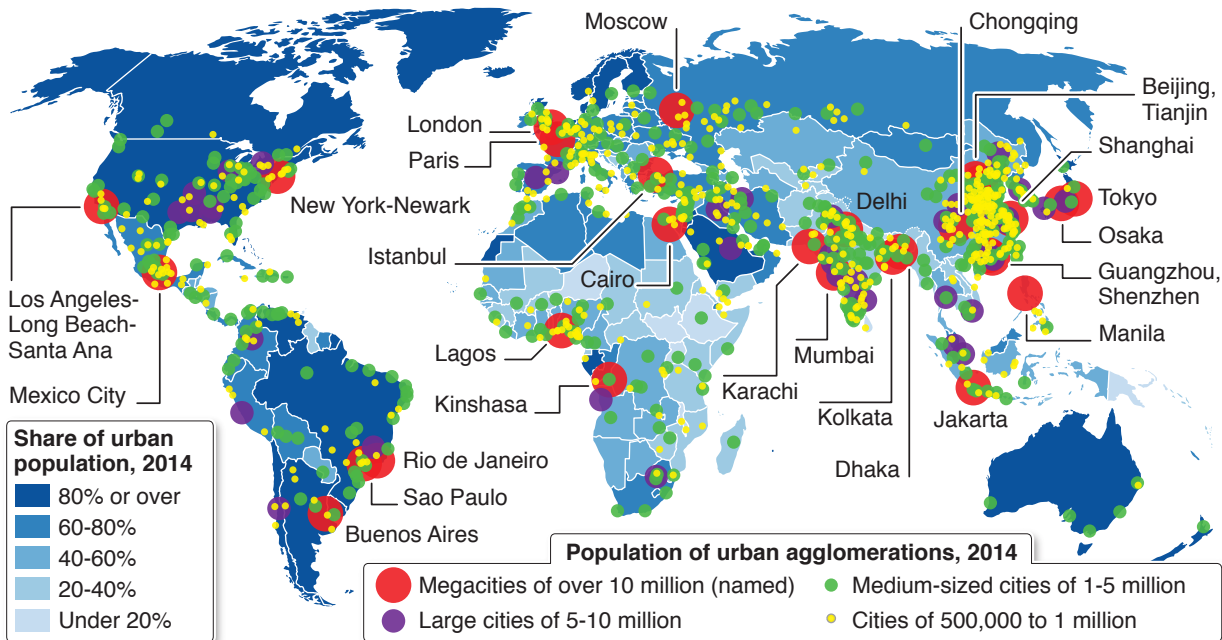 Moscow
Chongqing
Beijing,
Tianjin
London
Paris
Shanghai
New York-Newark
Delhi
Tokyo
Istanbul
Osaka
Cairo
Guangzhou,
Shenzhen
Los Angeles-
Long Beach-
Santa Ana
Lagos
Mumbai
Manila
Mexico City
Kinshasa
Karachi
Kolkata
Jakarta
Dhaka
Rio de Janeiro
Sao Paulo
Buenos Aires
Share of urban
population, 2014
80% or over
60-80%
40-60%
20-40%
Under 20%
Population of urban agglomerations, 2014
Megacities of over 10 million (named)
Medium-sized cities of 1-5 million
Large cities of 5-10 million
Cities of 500,000 to 1 million